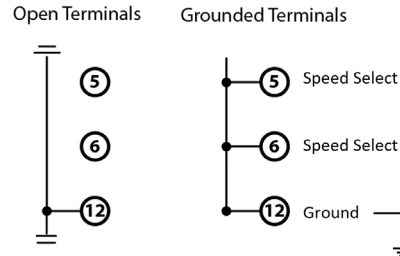 Open Terminals
Grounded Terminals
5
5 Speed Select
6
6 Speed Select
12
12 Ground